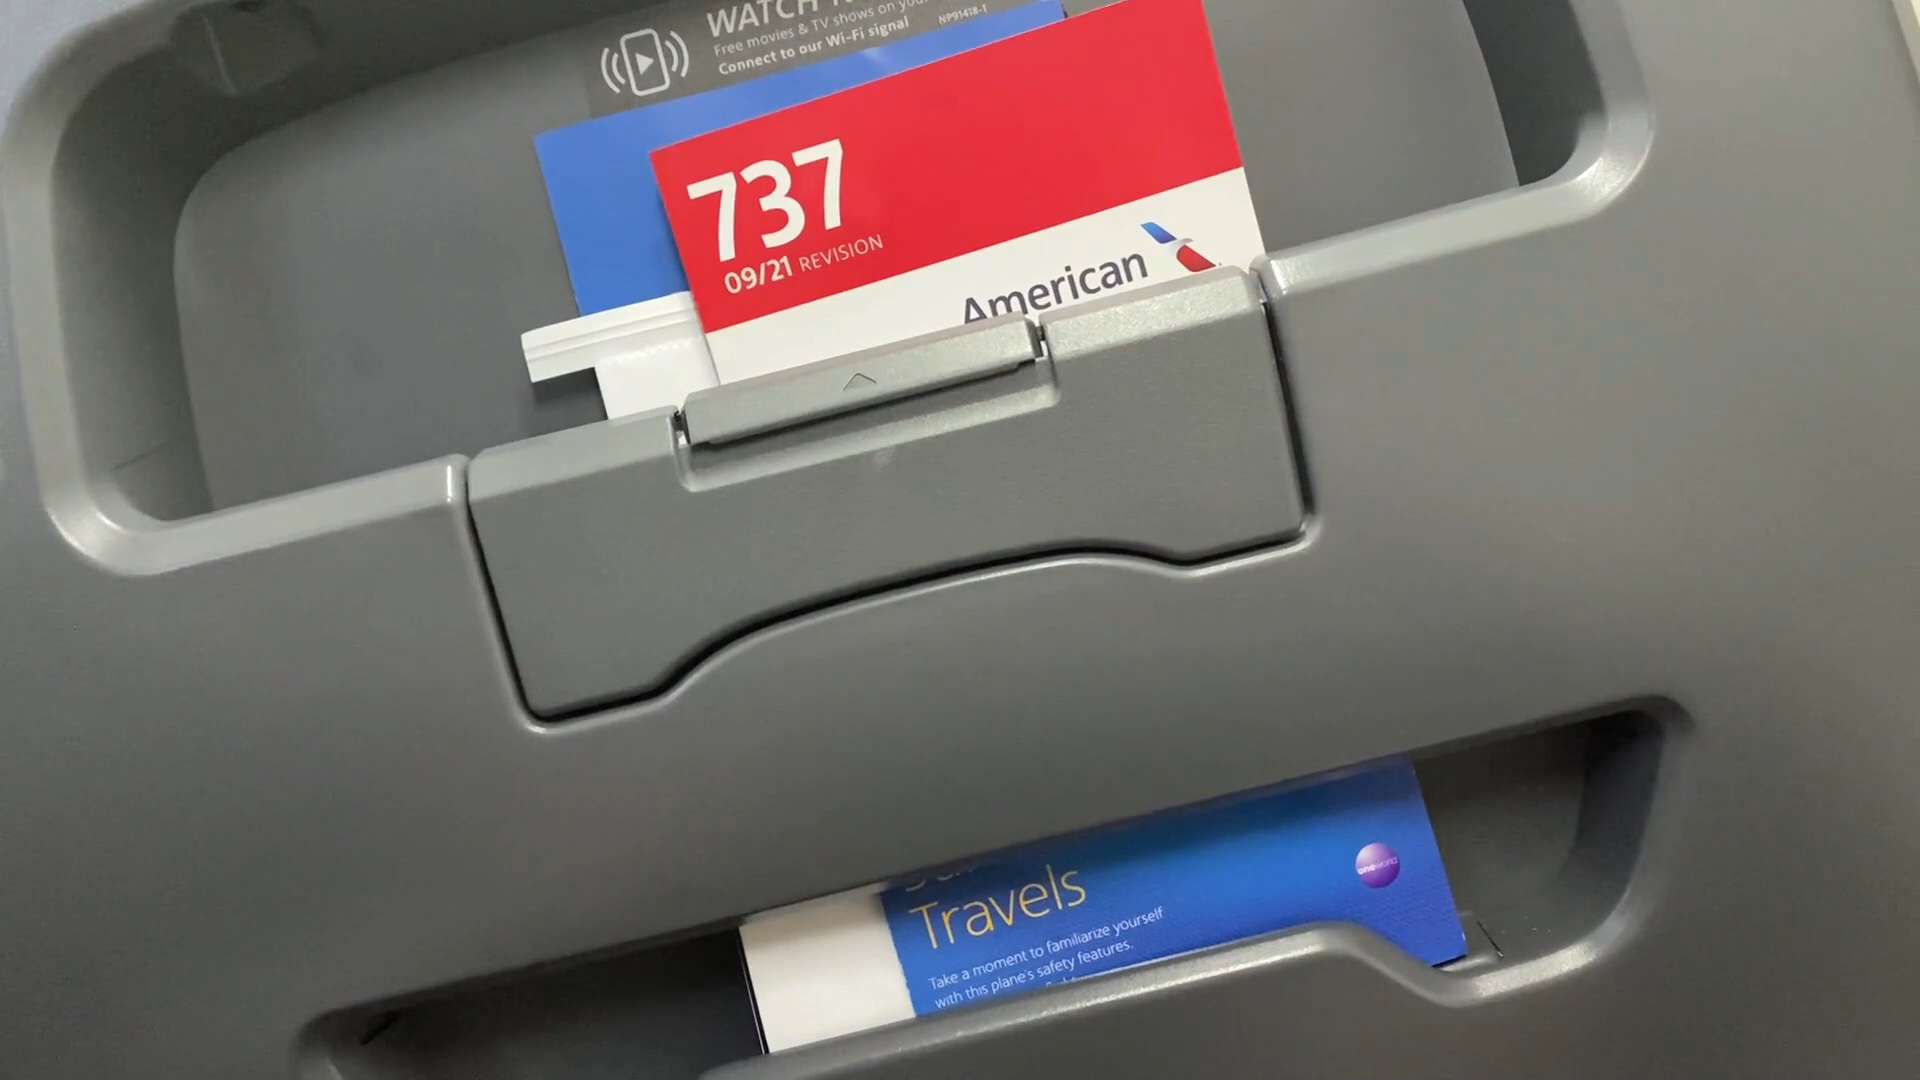 WATCH
Free movies & TV shows on your
Connect to our Wi-Fi signal
NP91418-1
737
09/21 REVISION
American
Travels
oneworld
Take a moment to familiarize yourself
with this plane's safety features.